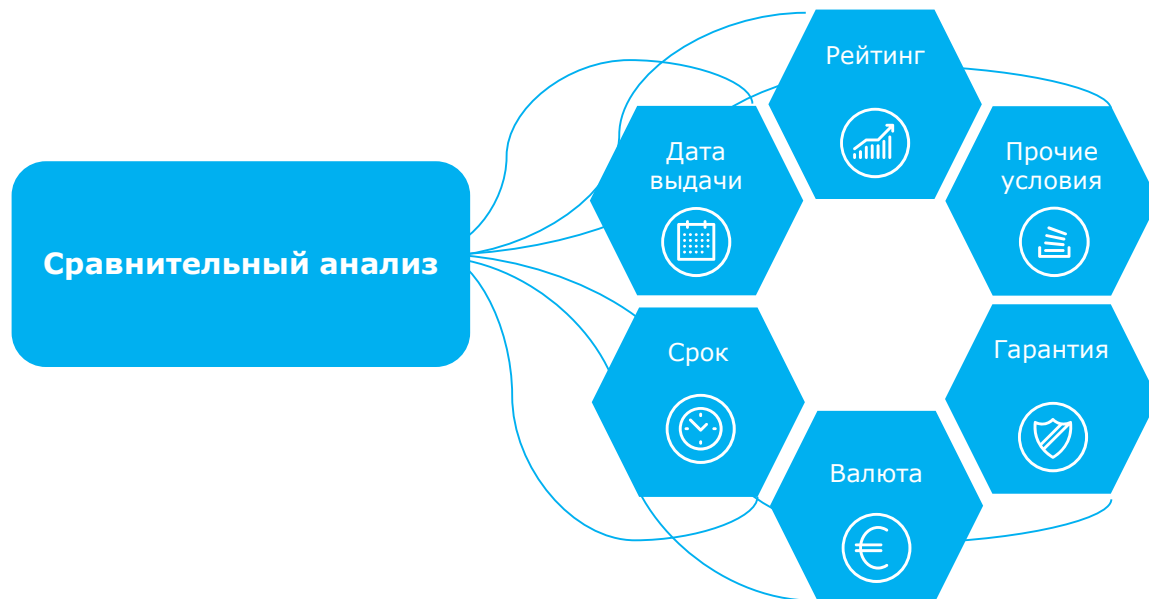 Сравнительный анализ
Рейтинг
Дата
выдачи
Прочие
условия
Срок
Гарантия
Валюта